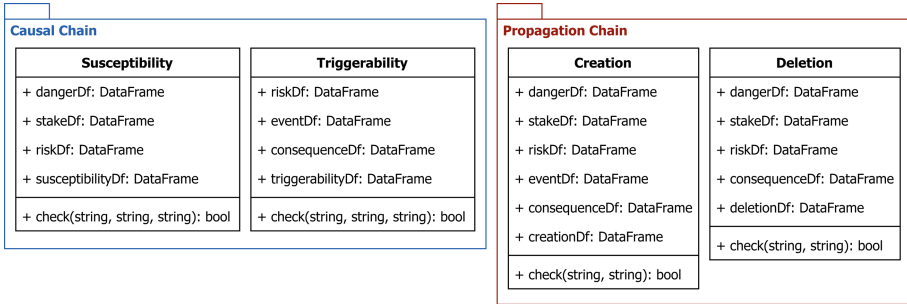 Causal Chain
Susceptibility
+ dangerDf: DataFrame
+ stakeDf: DataFrame
+ riskDf: DataFrame
+ susceptibilityDf: DataFrame
+ check(string, string, string): bool
Triggerability
+ riskDf: DataFrame
+ eventDf: DataFrame
+ consequenceDf: DataFrame
+ triggerabilityDf: DataFrame
+ check(string, string, string): bool
Propagation Chain
Creation
+ dangerDf: DataFrame
+ stakeDf: DataFrame
+ riskDf: DataFrame
+ eventDf: DataFrame
+ consequenceDf: DataFrame
+ creationDf: DataFrame
+ check(string, string): bool
Deletion
+ dangerDf: DataFrame
+ stakeDf: DataFrame
+ riskDf: DataFrame
+ consequenceDf: DataFrame
+ deletionDf: DataFrame
+ check(string, string): bool